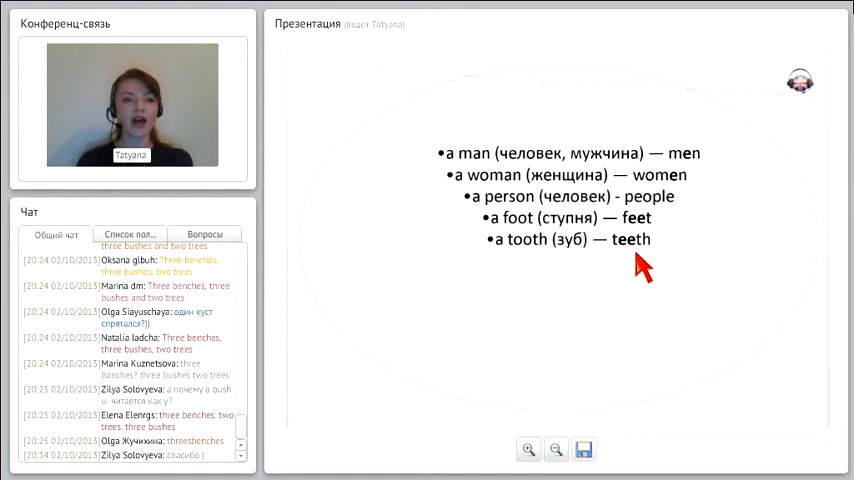 Конференц-связь
Tatyana
Чат
Общий чат
Список пол...
Вопросы
three bushes and two trees
[20:24 02/10/2013] Oksana glbuh: Three benches,
three bushes, two trees
[20:24 02/10/2013] Marina dm: Three benches, three
bushes and two trees
[20:24 02/10/2013] Olga Siayuschaya: один куст
спрятался?))
[20:24 02/10/2013] Natalia ladcha: Three benches,
three bushes, two trees
[20:24 02/10/2013] Marina Kuznetsova: three
banches? three bushes two trees
[20:25 02/10/2013] Zilya Solovyeva: а почему в bush
u читается как у?
[20:25 02/10/2013] Elena Elenrgs: three benches. two
trees. three bushes
[20:25 02/10/2013] Olga Жучихина: threesbenches
[20:34 02/10/2013] Zilya Solovyeva: спасибо )
Презентация (ведет Tatyana)
•a man (человек, мужчина) — men
•a woman (женщина) — women
•a person (человек) - people
•a foot (ступня) — feet
•a tooth (зуб) — teeth